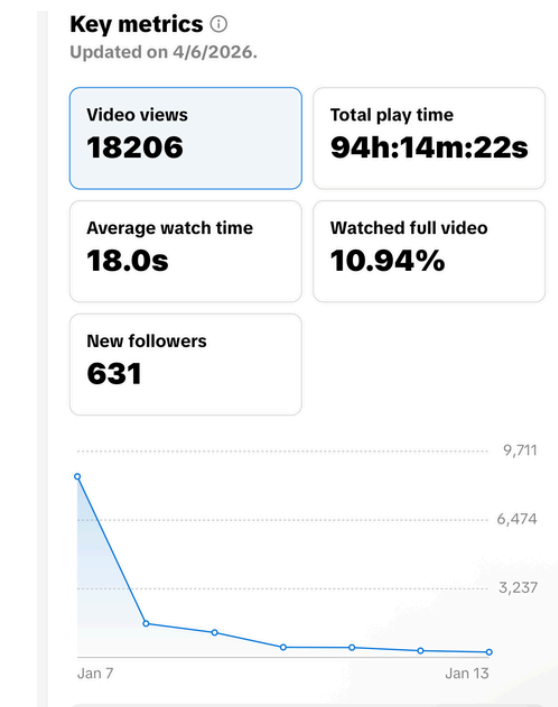 Key metrics
Updated on 4/6/2026.
Video views
18206
Total play time
94h:14m:22s
Average watch time
18.0s
Watched full video
10.94%
New followers
631
9,711
6,474
3,237
Jan 7
Jan 13